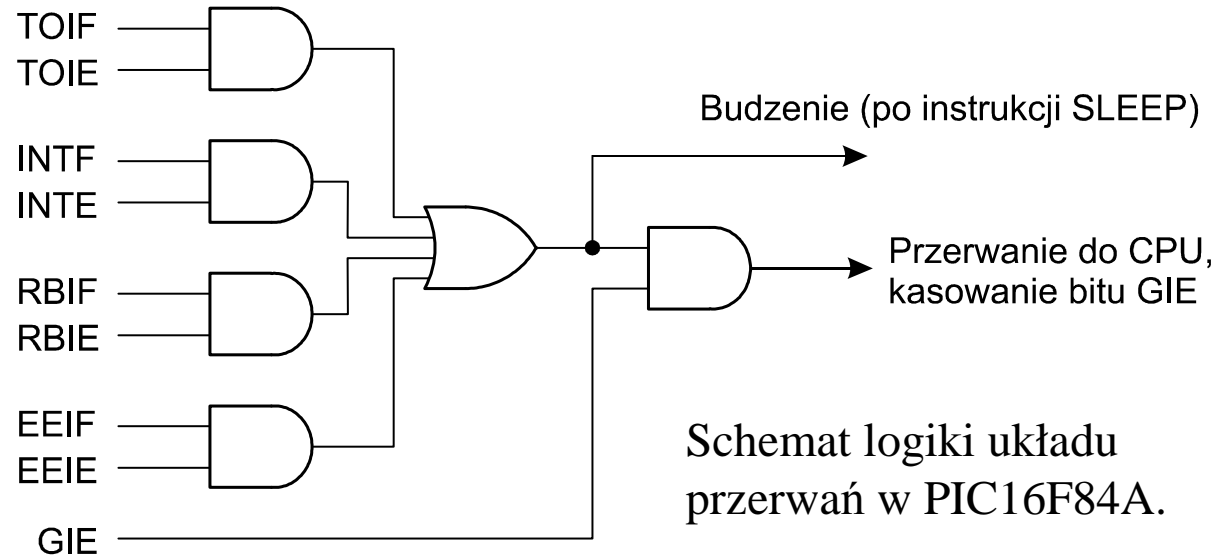 TOIF
TOIE
INTF
INTE
RBIF
RBIE
EEIF
EEIE
GIE
Budzenie (po instrukcji SLEEP)
Przerwanie do CPU,
kasowanie bitu GIE
Schemat logiki układu
przerwań w PIC16F84A.